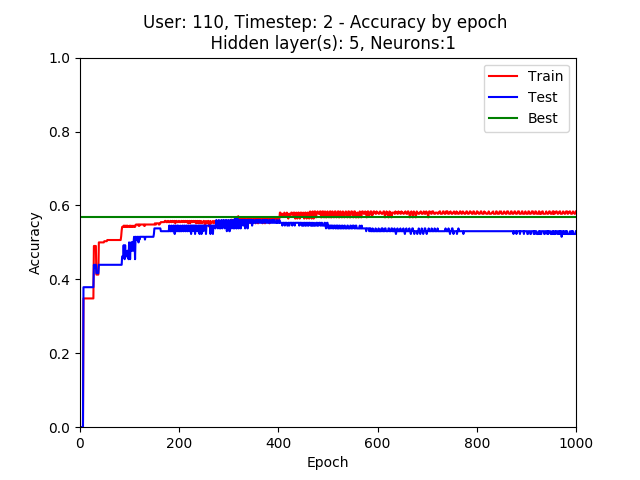 User: 110, Timestep: 2 - Accuracy by epoch
Hidden layer(s): 5, Neurons:1
1.0
0.8
0.6
0.4
0.2
0.0
Accuracy
Train
Test
Best
0 200 400 600 800 1000
Epoch